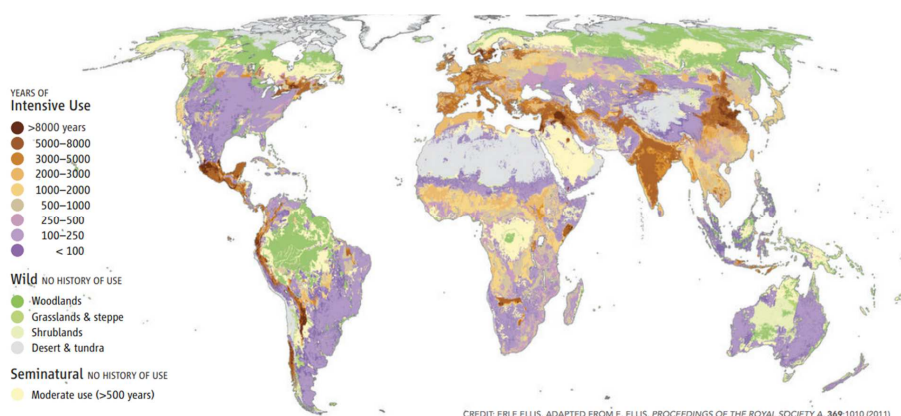 YEARS OF
Intensive Use
>8000 years
5000–8000
3000–5000
2000–3000
1000–2000
500–1000
250–500
100–250
< 100
Wild NO HISTORY OF USE
Woodlands
Grasslands & steppe
Shrublands
Desert & tundra
Seminatural NO HISTORY OF USE
Moderate use (>500 years)
CREDIT: ERLE ELLIS, ADAPTED FROM E. ELLIS, PROCEEDINGS OF THE ROYAL SOCIETY A, 369:1010 (2011)